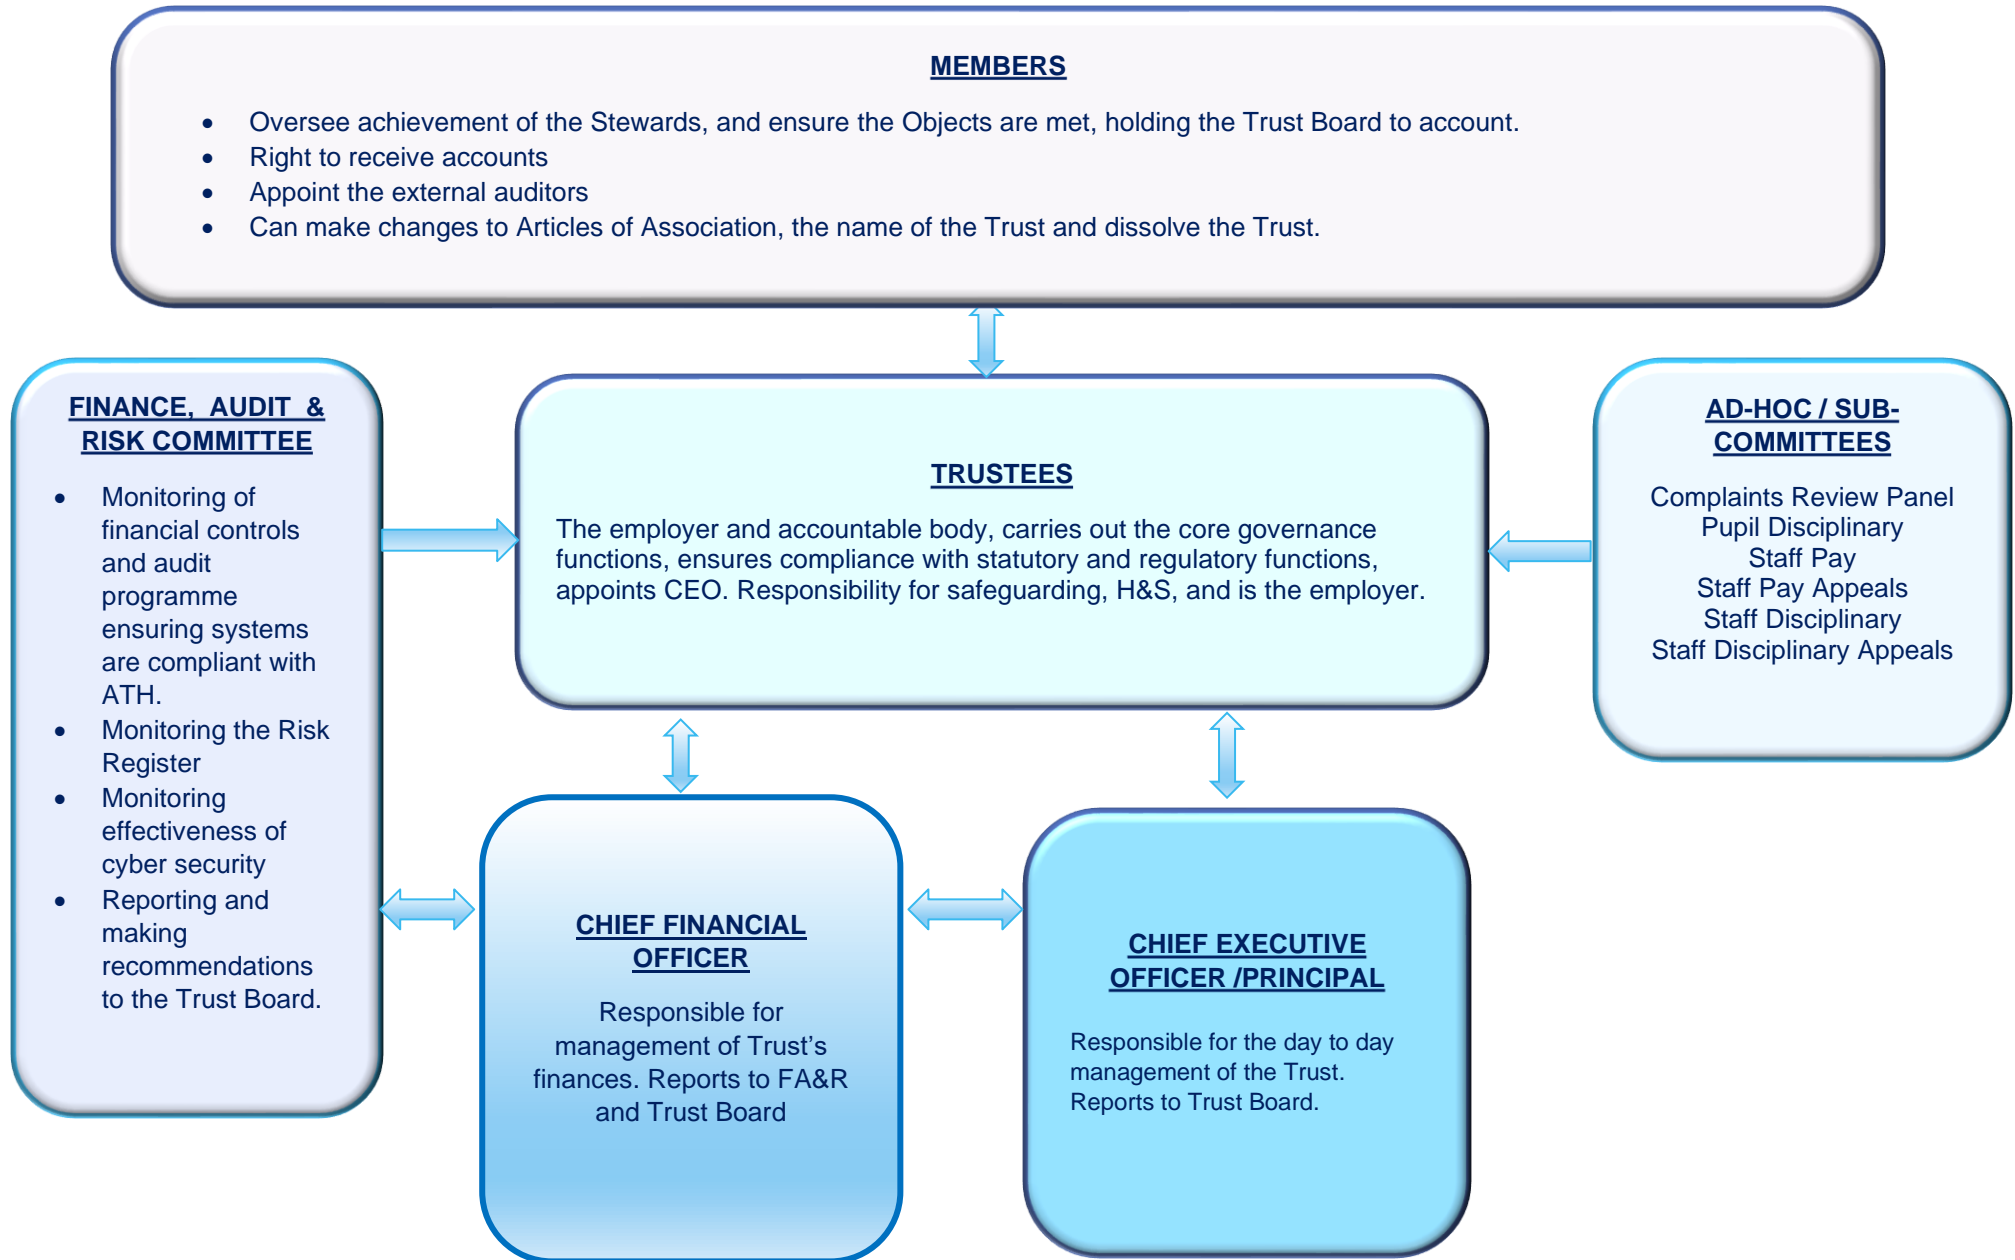 MEMBERS
• Oversee achievement of the Stewards, and ensure the Objects are met, holding the Trust Board to account.
• Right to receive accounts
• Appoint the external auditors
• Can make changes to Articles of Association, the name of the Trust and dissolve the Trust.
FINANCE, AUDIT &
RISK COMMITTEE
• Monitoring of
financial controls
and audit
programme
ensuring systems
are compliant with
ATH.
• Monitoring the Risk
Register
• Monitoring
effectiveness of
cyber security
• Reporting and
making
recommendations
to the Trust Board.
TRUSTEES
The employer and accountable body, carries out the core governance
functions, ensures compliance with statutory and regulatory functions,
appoints CEO. Responsibility for safeguarding, H&S, and is the employer.
AD-HOC / SUB-
COMMITTEES
Complaints Review Panel
Pupil Disciplinary
Staff Pay
Staff Pay Appeals
Staff Disciplinary
Staff Disciplinary Appeals
CHIEF FINANCIAL
OFFICER
Responsible for
management of Trust’s
finances. Reports to FA&R
and Trust Board
CHIEF EXECUTIVE
OFFICER /PRINCIPAL
Responsible for the day to day
management of the Trust.
Reports to Trust Board.